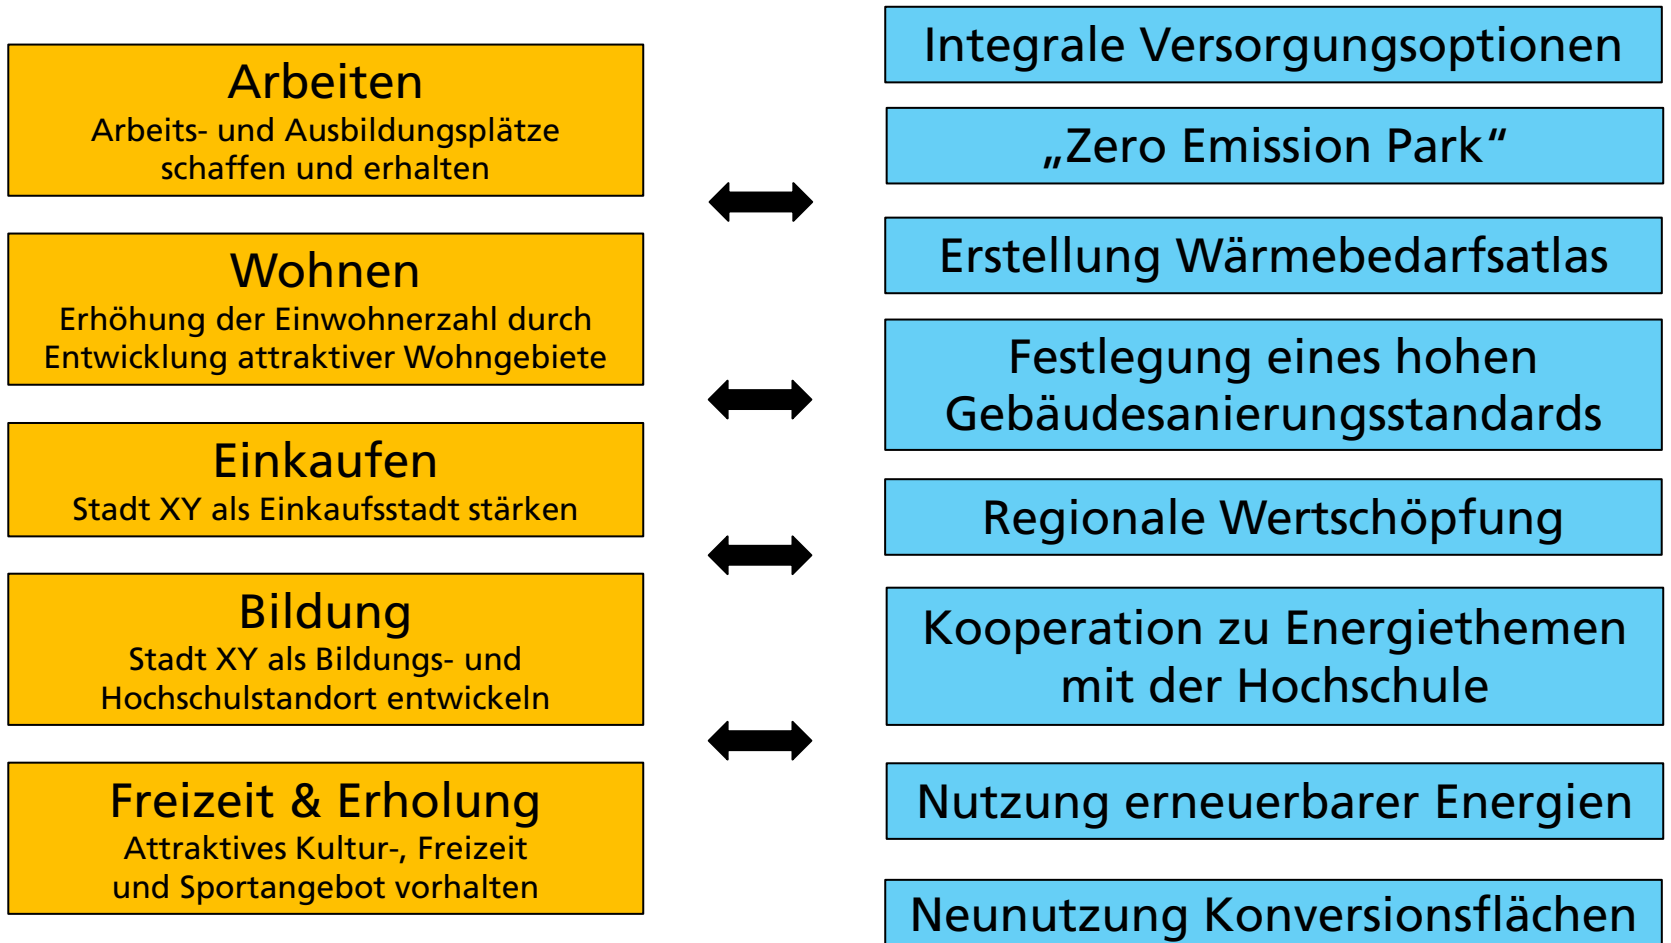 Arbeiten
Arbeits- und Ausbildungsplätze
schaffen und erhalten
Wohnen
Erhöhung der Einwohnerzahl durch
Entwicklung attraktiver Wohngebiete
Einkaufen
Stadt XY als Einkaufsstadt stärken
Bildung
Stadt XY als Bildungs- und
Hochschulstandort entwickeln
Freizeit & Erholung
Attraktives Kultur-, Freizeit
und Sportangebot vorhalten
Integrale Versorgungsoptionen
„Zero Emission Park“
Erstellung Wärmebedarfsatlas
Festlegung eines hohen
Gebäudesanierungsstandards
Regionale Wertschöpfung
Kooperation zu Energiethemen
mit der Hochschule
Nutzung erneuerbarer Energien
Neunutzung Konversionsflächen